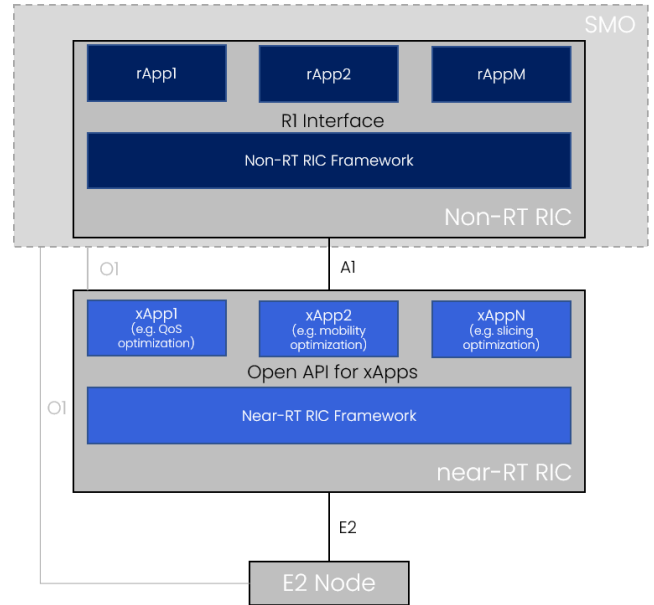 SMO
rApp1
rApp2
rAppM
R1 Interface
Non-RT RIC Framework
Non-RT RIC
O1
A1
xApp1
(e.g. QoS
optimization)
xApp2
(e.g. mobility
optimization)
xAppN
(e.g. slicing
optimization)
Open API for xApps
O1
Near-RT RIC Framework
near-RT RIC
E2
E2 Node